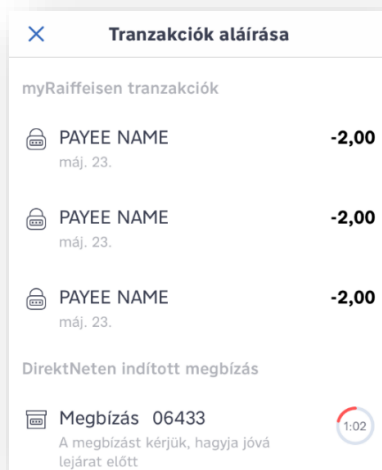 Tranzakciók aláírása
myRaiffeisen tranzakciók
PAYEE NAME -2,00
máj. 23.
PAYEE NAME -2,00
máj. 23.
PAYEE NAME -2,00
máj. 23.
DirektNeten indított megbízás
Megbízás 06433 1:02
A megbízást kérjük, hagyja jóvá
lejárat előtt